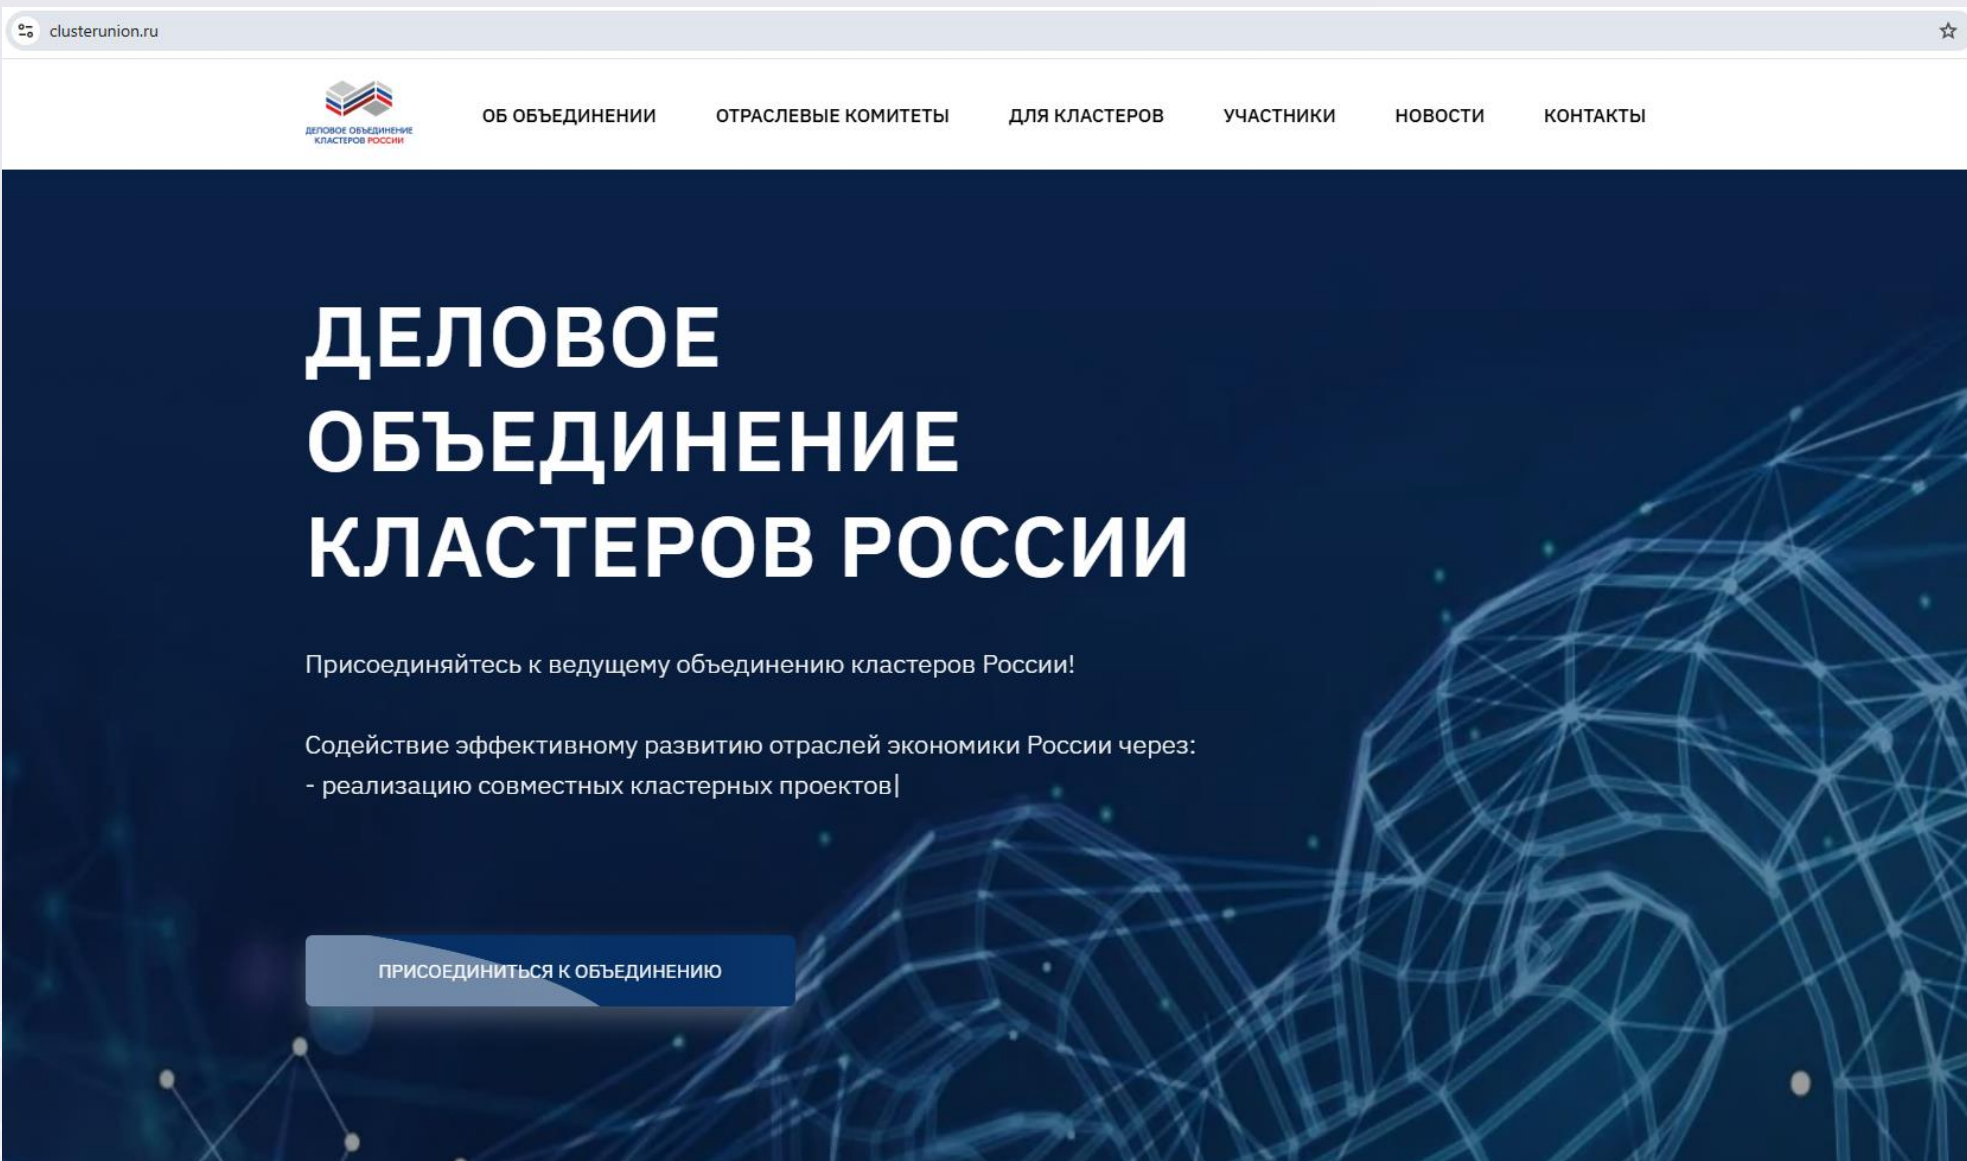 clusterunion.ru
ДЕЛОВОЕ ОБЪЕДИНЕНИЕ
КЛАСТЕРОВ РОССИИ
ОБ ОБЪЕДИНЕНИИ
ОТРАСЛЕВЫЕ КОМИТЕТЫ
ДЛЯ КЛАСТЕРОВ
УЧАСТНИКИ
НОВОСТИ
КОНТАКТЫ
ДЕЛОВОЕ
ОБЪЕДИНЕНИЕ
КЛАСТЕРОВ РОССИИ
Присоединяйтесь к ведущему объединению кластеров России!
Содействие эффективному развитию отраслей экономики России через:
- реализацию совместных кластерных проектов|
ПРИСОЕДИНИТЬСЯ К ОБЪЕДИНЕНИЮ